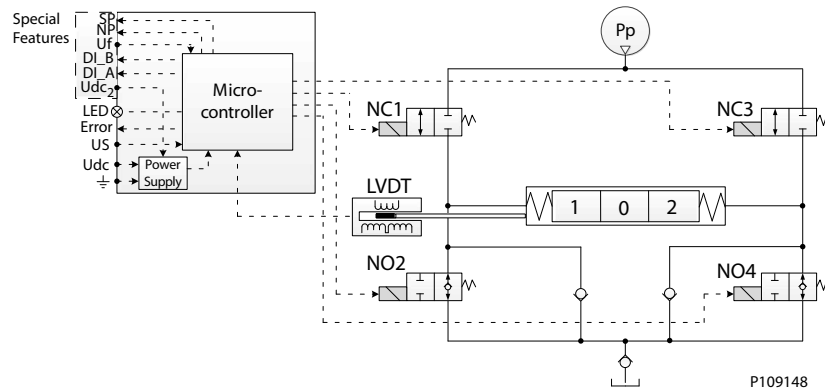 Special
Features
SP
NP
Uf
DI_B
DI_A
Udc2
LED
Error
US
Udc
Micro-
controller
Power
Supply
Pp
NC1
NC3
LVDT
1 0 2
NO2
NO4
P109148